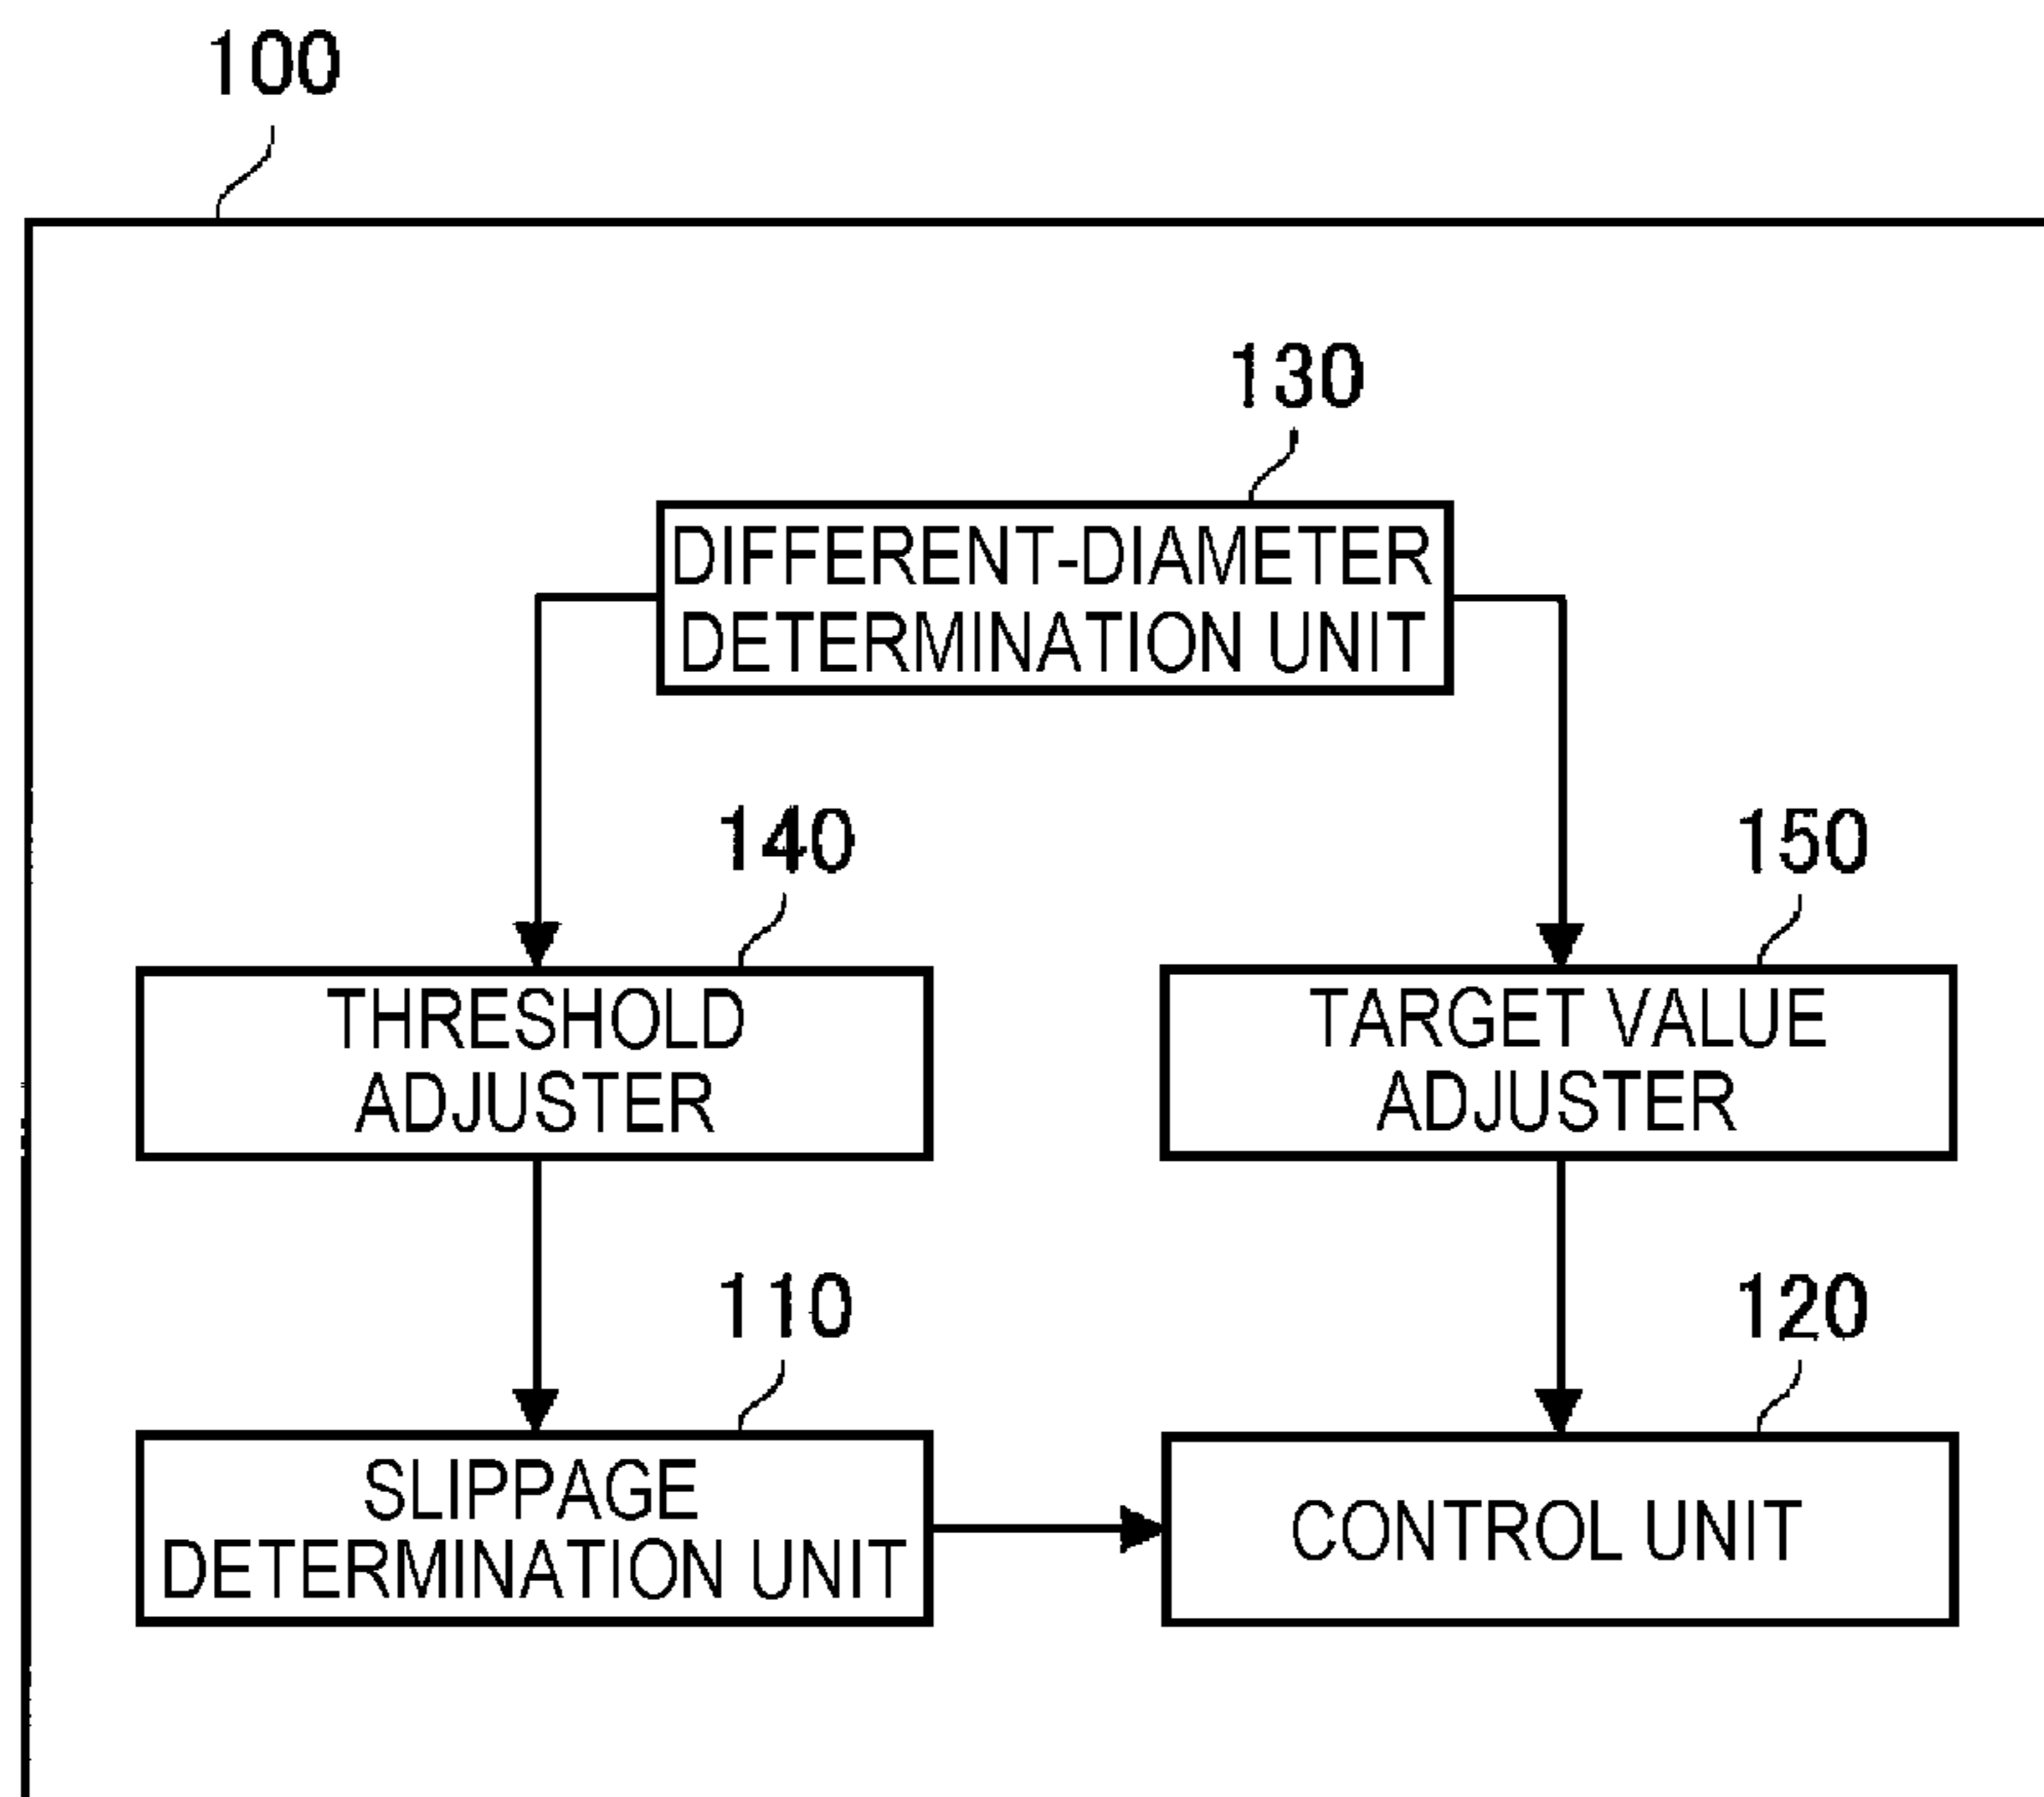 100
130
DIFFERENT-DIAMETER
DETERMINATION UNIT
140
THRESHOLD
ADJUSTER
150
TARGET VALUE
ADJUSTER
110
SLIPPAGE
DETERMINATION UNIT
120
CONTROL UNIT